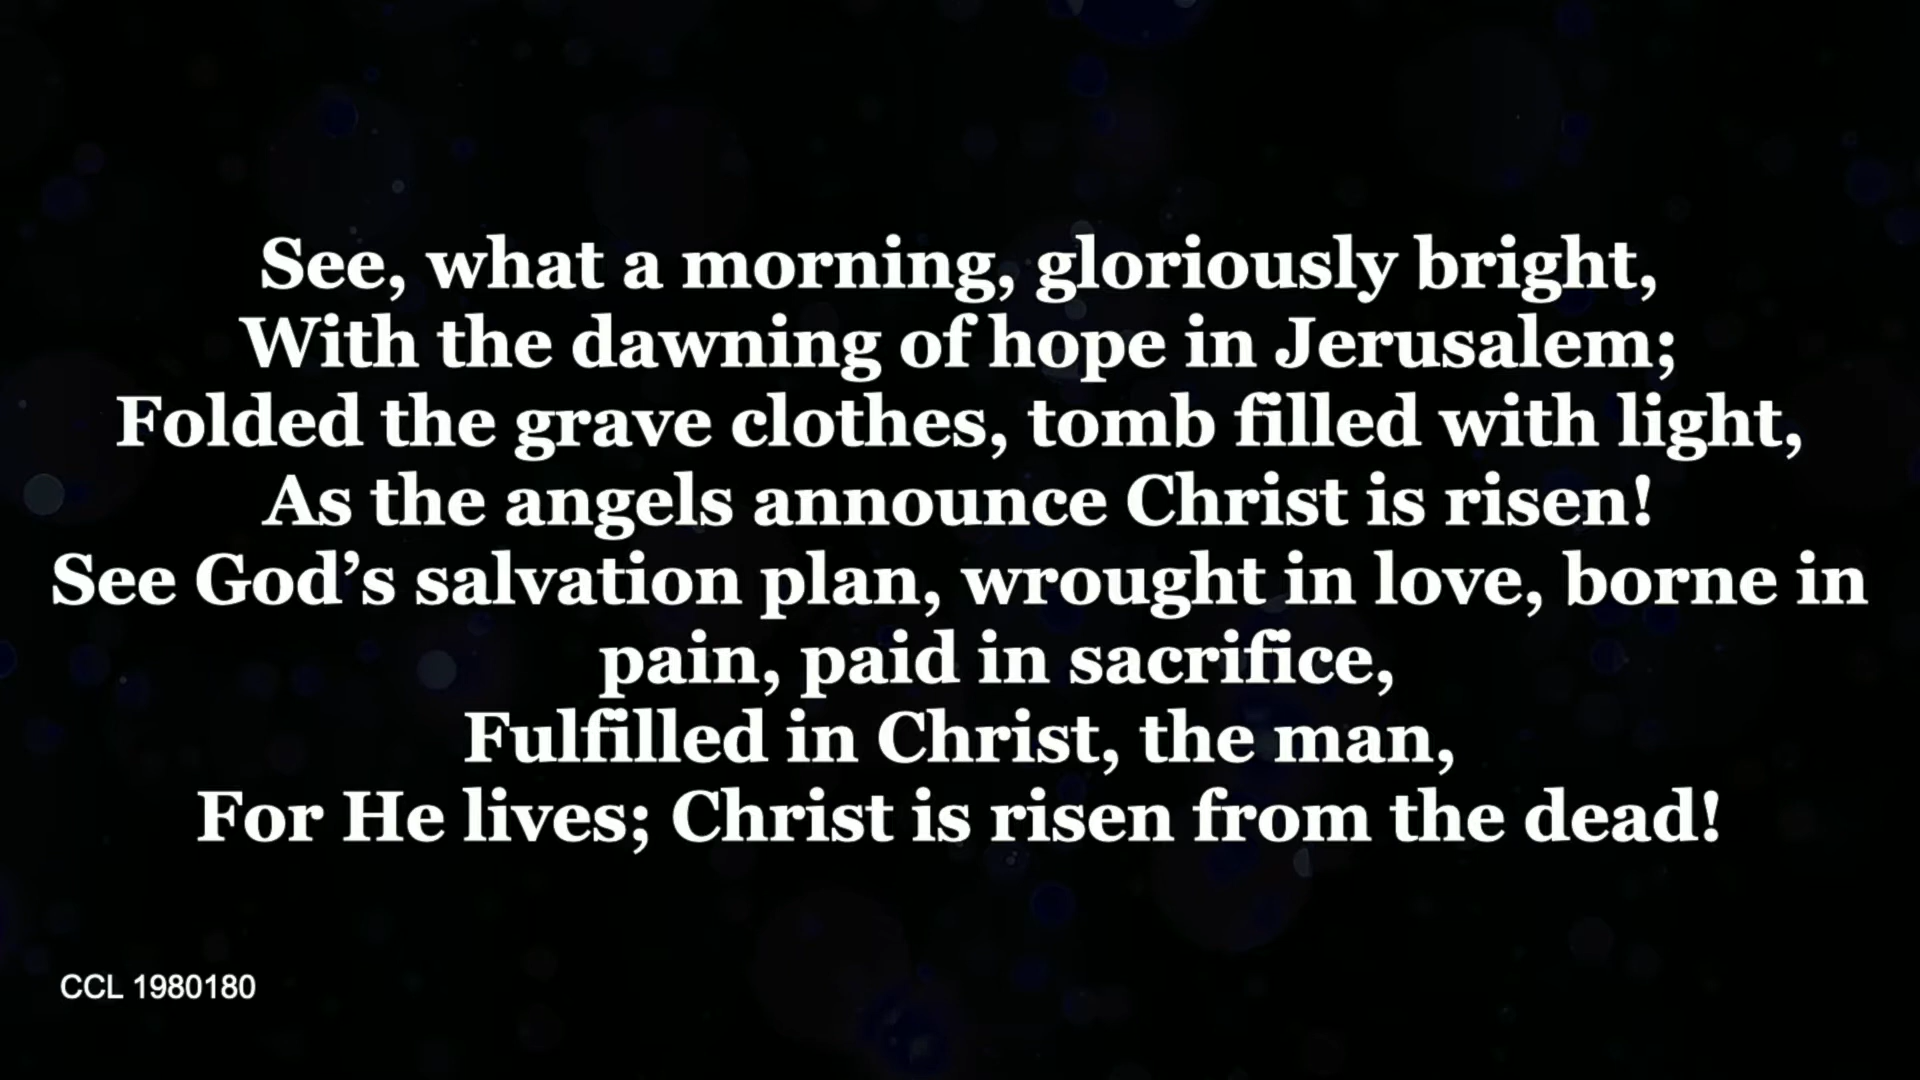 See, what a morning, gloriously bright,
With the dawning of hope in Jerusalem;
Folded the grave clothes, tomb filled with light,
As the angels announce Christ is risen!
See God’s salvation plan, wrought in love, borne in
pain, paid in sacrifice,
Fulfilled in Christ, the man,
For He lives; Christ is risen from the dead!
CCL 1980180